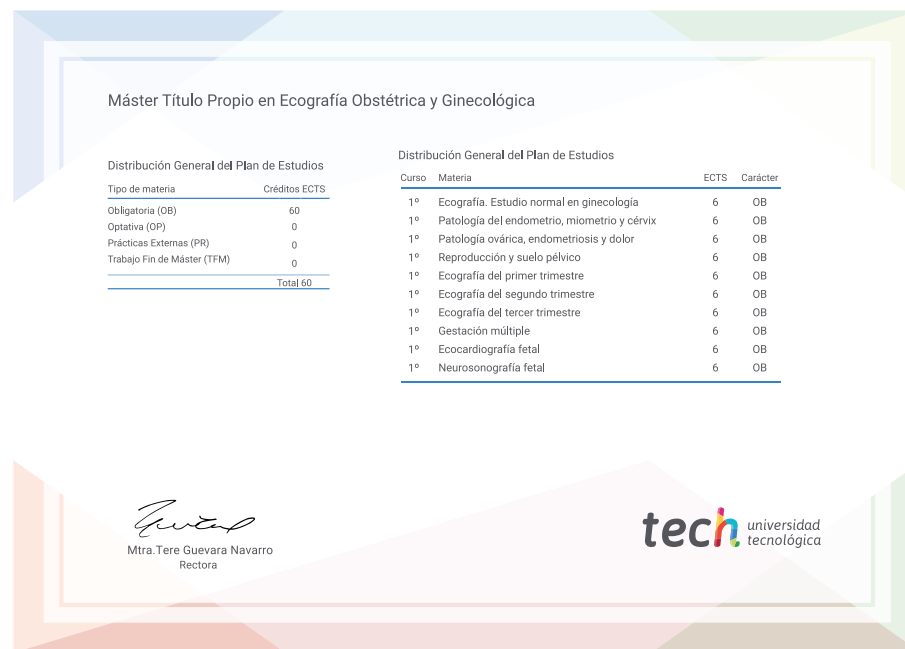 Máster Título Propio en Ecografía Obstétrica y Ginecológica
Distribución General del Plan de Estudios
Tipo de materia Créditos ECTS
Obligatoria (OB) 60
Optativa (OP) 0
Prácticas Externas (PR) 0
Trabajo Fin de Máster (TFM) 0
Total 60
Distribución General del Plan de Estudios
Curso Materia ECTS Carácter
1º Ecografía. Estudio normal en ginecología 6 OB
1º Patología del endometrio, miometrio y cérvix 6 OB
1º Patología ovárica, endometriosis y dolor 6 OB
1º Reproducción y suelo pélvico 6 OB
1º Ecografía del primer trimestre 6 OB
1º Ecografía del segundo trimestre 6 OB
1º Ecografía del tercer trimestre 6 OB
1º Gestación múltiple 6 OB
1º Ecocardiografía fetal 6 OB
1º Neurosonografía fetal 6 OB
Mtra.Tere Guevara Navarro
Rectora
tech universidad
tecnológica